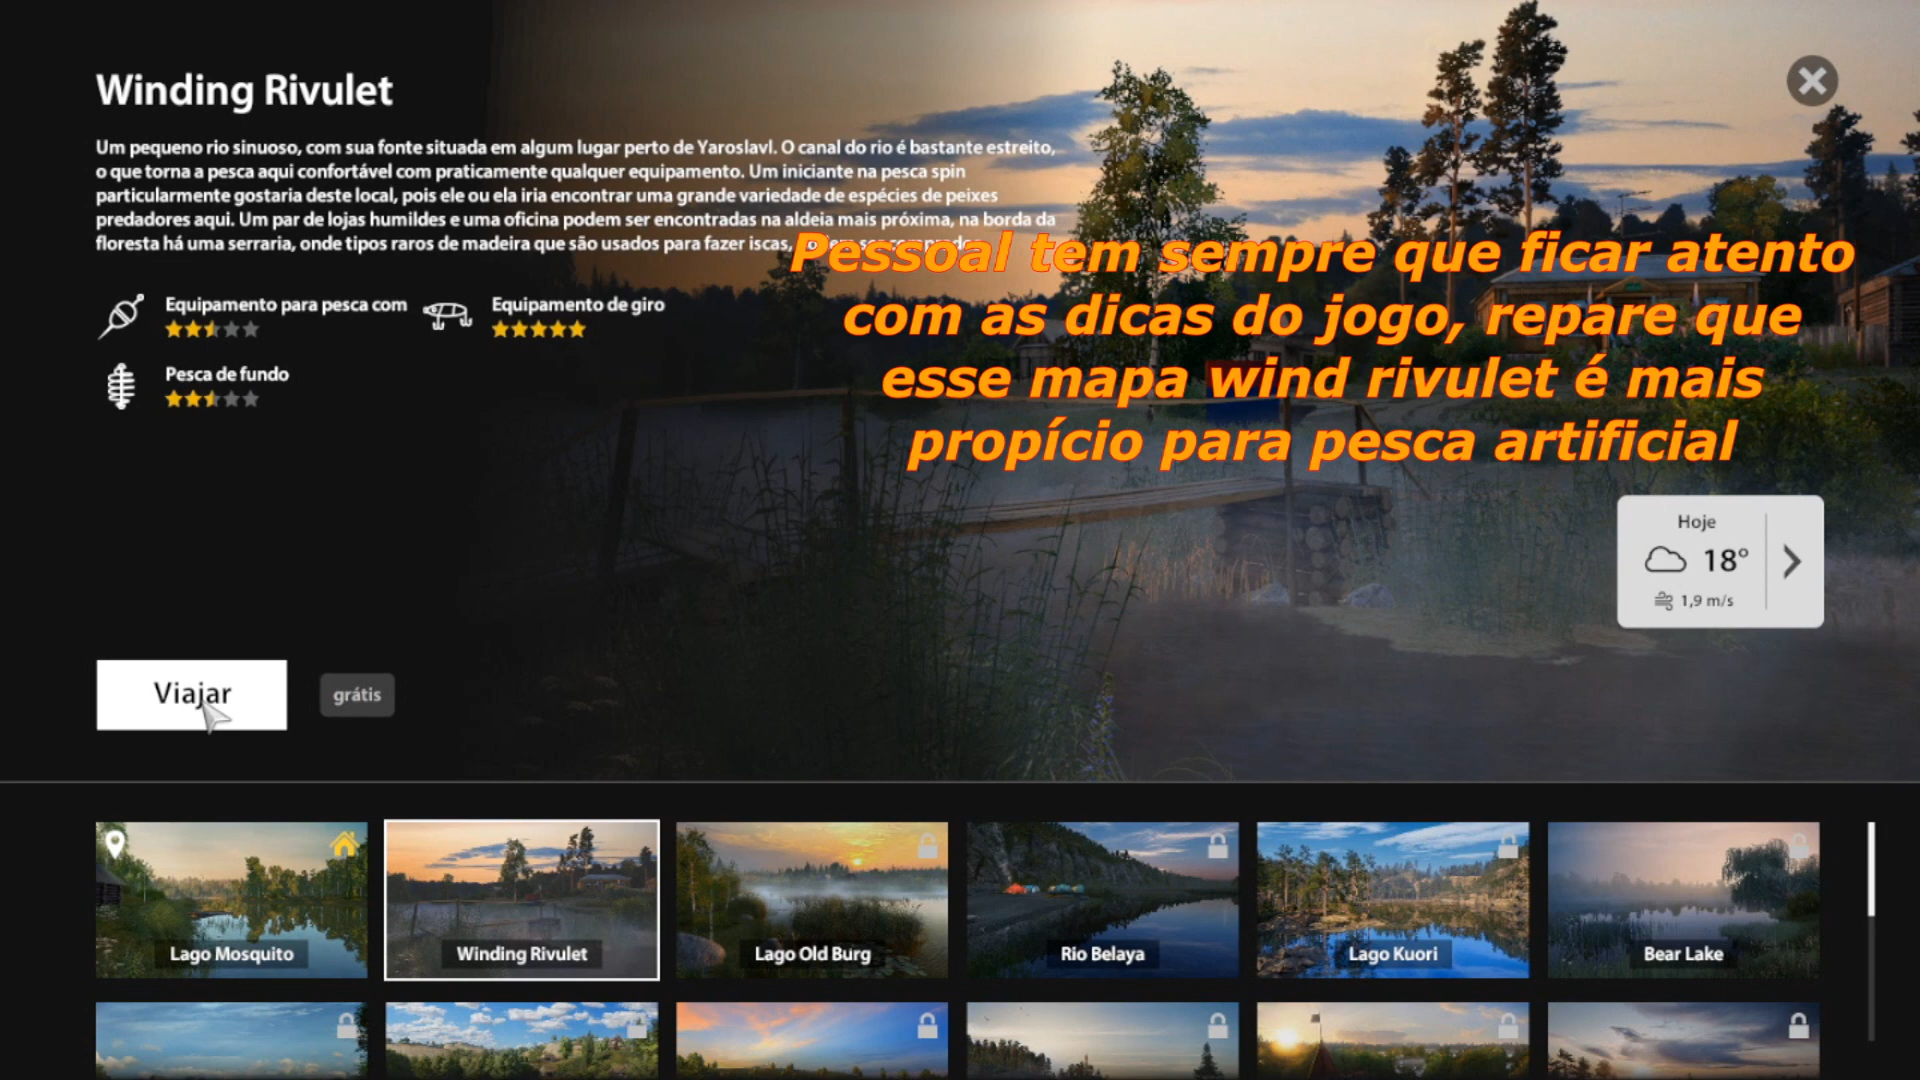 Winding Rivulet
Um pequeno rio sinuoso, com sua fonte situada em algum lugar perto de Yaroslavl. O canal do rio é bastante estreito,
o que torna a pesca aqui confortável com praticamente qualquer equipamento. Um iniciante na pesca spin
particularmente gostaria deste local, pois ele ou ela iria encontrar uma grande variedade de espécies de peixes
predadores aqui. Um par de lojas humildes e uma oficina podem ser encontradas na aldeia mais próxima, na borda da
floresta há uma serraria, onde tipos raros de madeira que são usados para fazer iscas,
Pessoal tem sempre que ficar atento
com as dicas do jogo, repare que
esse mapa wind rivulet é mais
propício para pesca artificial
Equipamento para pesca com
Equipamento de giro
Pesca de fundo
Hoje
18°
1,9 m/s
Viajar
grátis
Lago Mosquito
Winding Rivulet
Lago Old Burg
Rio Belaya
Lago Kuori
Bear Lake